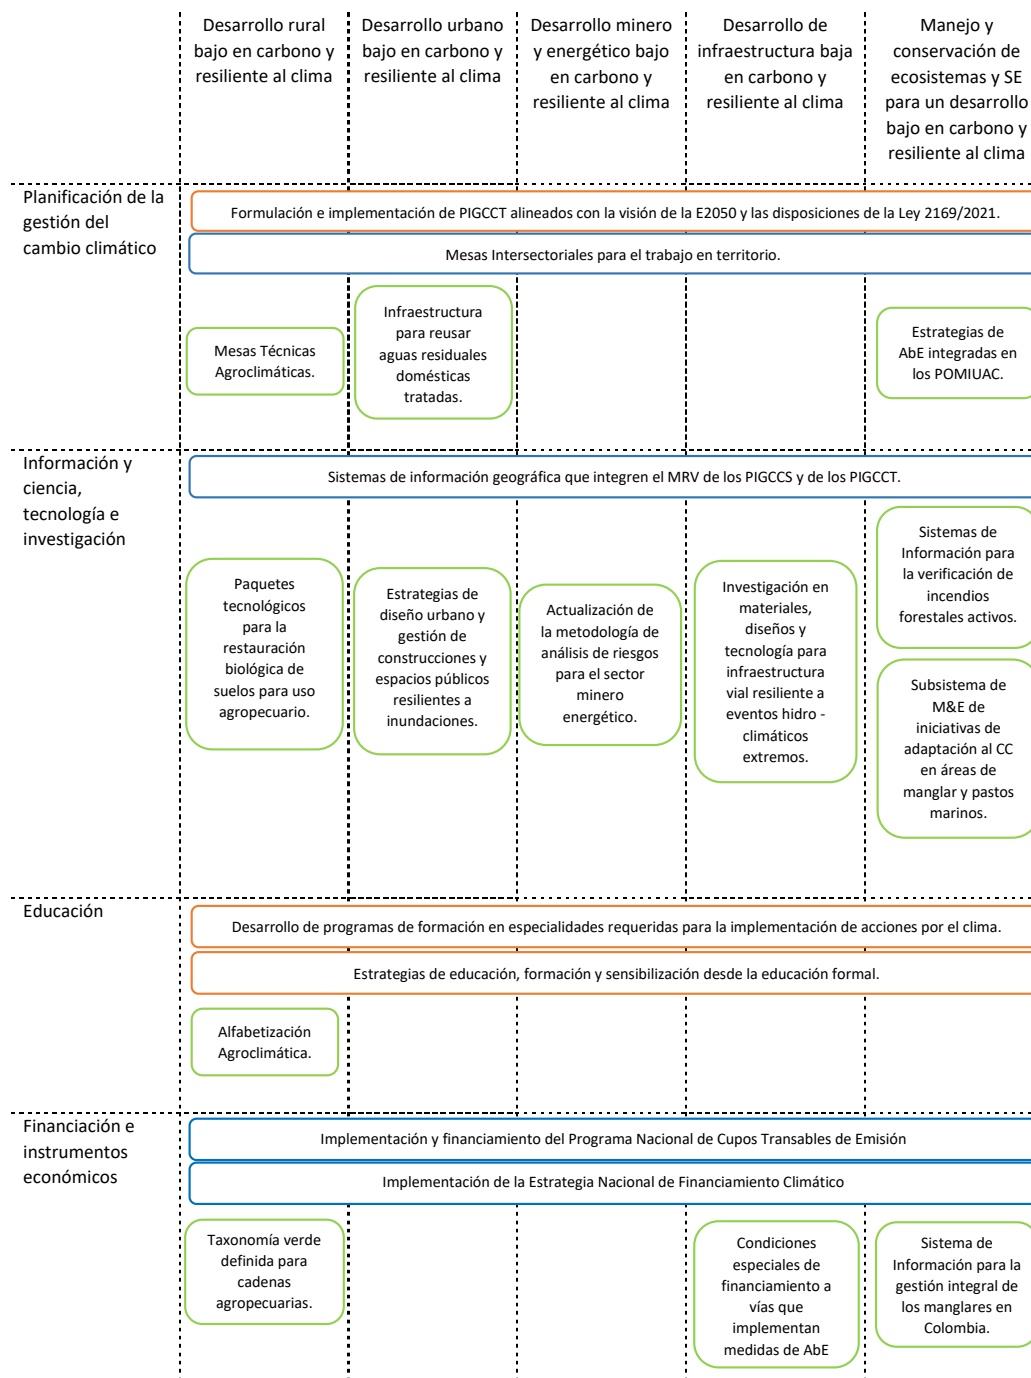 Desarrollo rural
bajo en carbono y
resiliente al clima
Desarrollo urbano
bajo en carbono y
resiliente al clima
Desarrollo minero
y energético bajo
en carbono y
resiliente al clima
Desarrollo de
infraestructura baja
en carbono y
resiliente al clima
Manejo y
conservación de
ecosistemas y SE
para un desarrollo
bajo en carbono y
resiliente al clima
Planificación de la
gestión del
cambio climático
Formulación e implementación de PIGCCT alineados con la visión de la E2050 y las disposiciones de la Ley 2169/2021.
Mesas Intersectoriales para el trabajo en territorio.
Mesas Técnicas
Agroclimáticas.
Infraestructura
para reusar
aguas residuales
domésticas
tratadas.
Estrategias de
AbE integradas en
los POMIUAC.
Información y
ciencia,
tecnología e
investigación
Sistemas de información geográfica que integren el MRV de los PIGCCS y de los PIGCCT.
Paquetes
tecnológicos
para la
restauración
biológica de
suelos para uso
agropecuario.
Estrategias de
diseño urbano y
gestión de
construcciones y
espacios públicos
resilientes a
inundaciones.
Actualización de
la metodología de
análisis de riesgos
para el sector
minero
energético.
Investigación en
materiales,
diseños y
tecnología para
infraestructura
vial resiliente a
eventos hidro -
climáticos
extremos.
Sistemas de
Información para
la verificación de
incendios
forestales activos.
Subsistema de
M&E de
iniciativas de
adaptación al CC
en áreas de
manglar y pastos
marinos.
Educación
Desarrollo de programas de formación en especialidades requeridas para la implementación de acciones por el clima.
Estrategias de educación, formación y sensibilización desde la educación formal.
Alfabetización
Agroclimática.
Financiación e
instrumentos
económicos
Implementación y financiamiento del Programa Nacional de Cupos Transables de Emisión
Implementación de la Estrategia Nacional de Financiamiento Climático
Taxonomía verde
definida para
cadenas
agropecuarias.
Condiciones
especiales de
financiamiento a
vías que
implementan
medidas de AbE
Sistema de
Información para la
gestión integral de
los manglares en
Colombia.